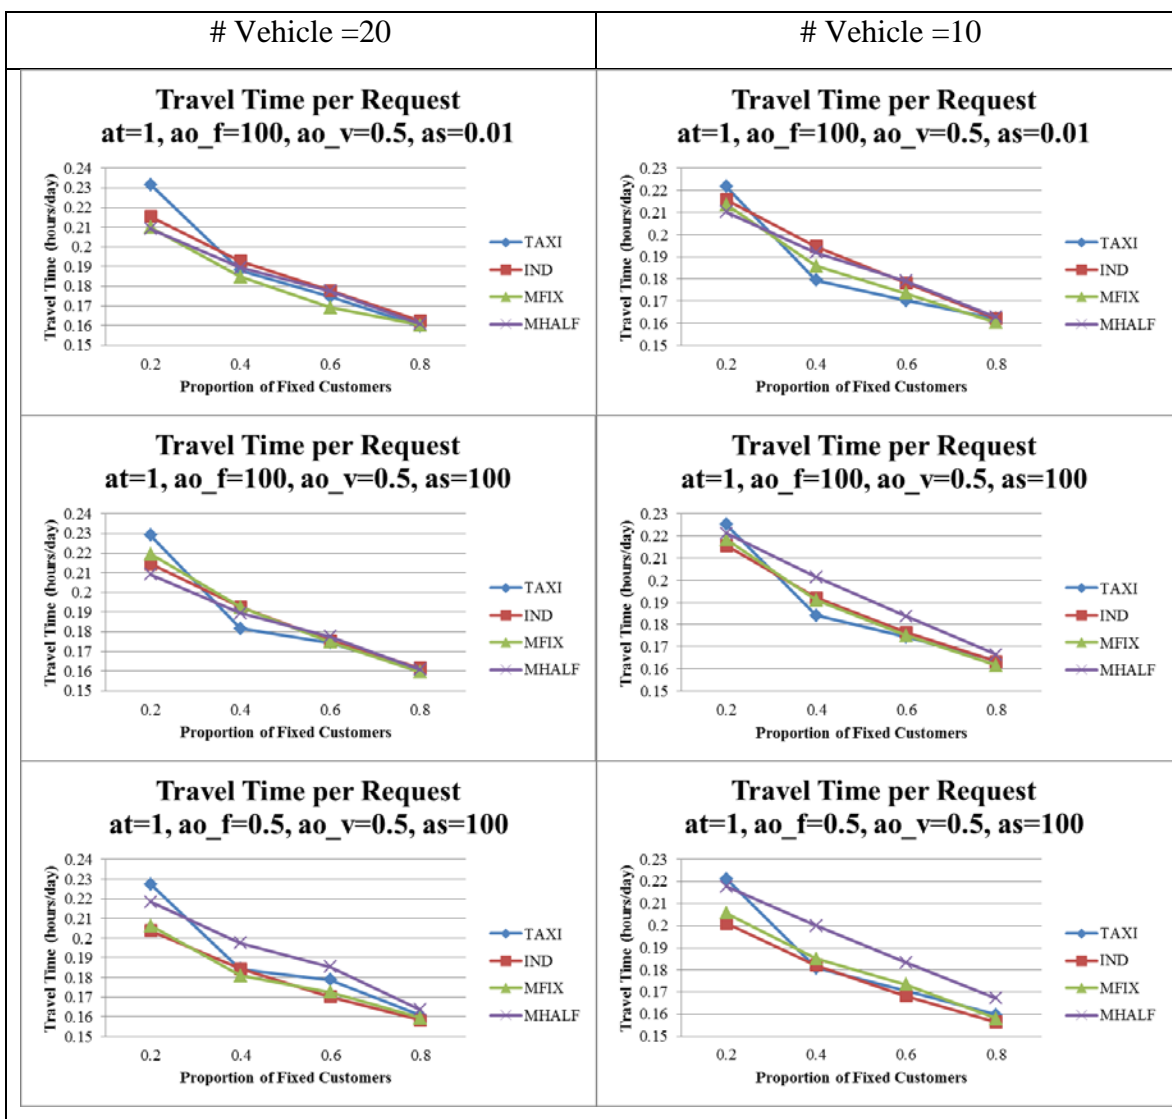 # Vehicle =20
# Vehicle =10
Travel Time per Request
at=1, ao_f=100, ao_v=0.5, as=0.01
Travel Time (hours/day)
0.24
0.23
0.22
0.21
0.2
0.19
0.18
0.17
0.16
0.15
0.2 0.4 0.6 0.8
Proportion of Fixed Customers
TAXI
IND
MFIX
MHALF
Travel Time per Request
at=1, ao_f=100, ao_v=0.5, as=0.01
Travel Time (hours/day)
0.23
0.22
0.21
0.2
0.19
0.18
0.17
0.16
0.15
0.2 0.4 0.6 0.8
Proportion of Fixed Customers
TAXI
IND
MFIX
MHALF
Travel Time per Request
at=1, ao_f=100, ao_v=0.5, as=100
Travel Time (hours/day)
0.24
0.23
0.22
0.21
0.2
0.19
0.18
0.17
0.16
0.15
0.2 0.4 0.6 0.8
Proportion of Fixed Customers
TAXI
IND
MFIX
MHALF
Travel Time per Request
at=1, ao_f=100, ao_v=0.5, as=100
Travel Time (hours/day)
0.23
0.22
0.21
0.2
0.19
0.18
0.17
0.16
0.15
0.2 0.4 0.6 0.8
Proportion of Fixed Customers
TAXI
IND
MFIX
MHALF
Travel Time per Request
at=1, ao_f=0.5, ao_v=0.5, as=100
Travel Time (hours/day)
0.24
0.23
0.22
0.21
0.2
0.19
0.18
0.17
0.16
0.15
0.2 0.4 0.6 0.8
Proportion of Fixed Customers
TAXI
IND
MFIX
MHALF
Travel Time per Request
at=1, ao_f=0.5, ao_v=0.5, as=100
Travel Time (hours/day)
0.23
0.22
0.21
0.2
0.19
0.18
0.17
0.16
0.15
0.2 0.4 0.6 0.8
Proportion of Fixed Customers
TAXI
IND
MFIX
MHALF